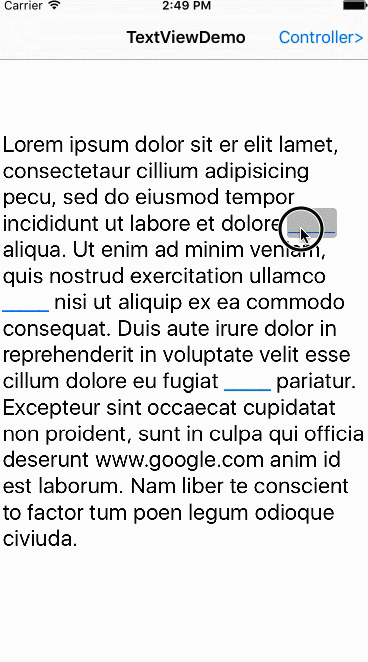 Carrier 2:49 PM
TextViewDemo Controller>
Lorem ipsum dolor sit er elit lamet,
consectetaur cillium adipisicing
pecu, sed do eiusmod tempor
incididunt ut labore et dolore _____
aliqua. Ut enim ad minim veniam,
quis nostrud exercitation ullamco
_____ nisi ut aliquip ex ea commodo
consequat. Duis aute irure dolor in
reprehenderit in voluptate velit esse
cillum dolore eu fugiat _____ pariatur.
Excepteur sint occaecat cupidatat
non proident, sunt in culpa qui officia
deserunt www.google.com anim id
est laborum. Nam liber te conscient
to factor tum poen legum odioque
civiuda.